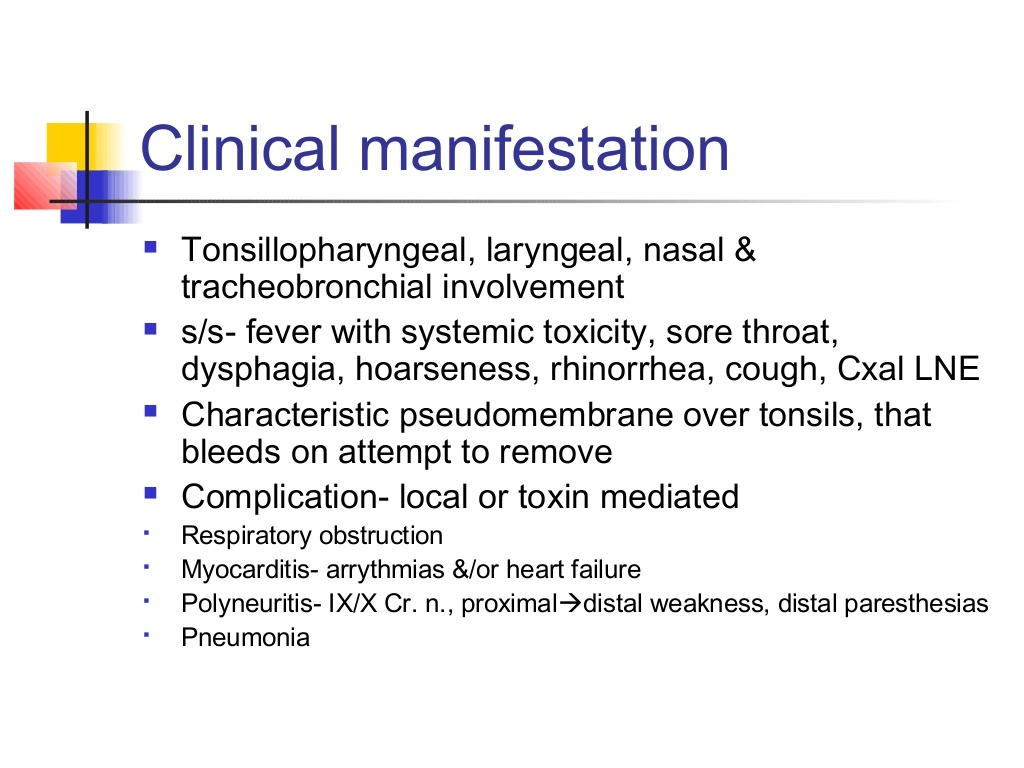 Clinical manifestation
Tonsillopharyngeal, laryngeal, nasal &
tracheobronchial involvement
s/s- fever with systemic toxicity, sore throat,
dysphagia, hoarseness, rhinorrhea, cough, Cxal LNE
Characteristic pseudomembrane over tonsils, that
bleeds on attempt to remove
Complication- local or toxin mediated
Respiratory obstruction
Myocarditis- arrythmias &/or heart failure
Polyneuritis- IX/X Cr. n., proximal→distal weakness, distal paresthesias
Pneumonia